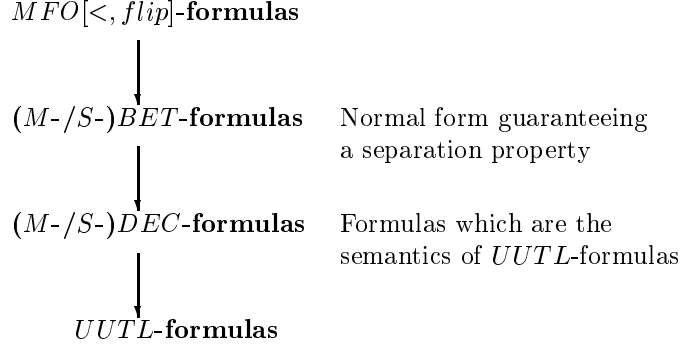 MFO[<, flip]-formulas
(M-/S-)BET-formulas Normal form guaranteeing
a separation property
(M-/S-)DEC-formulas Formulas which are the
semantics of UUTL-formulas
UUTL-formulas